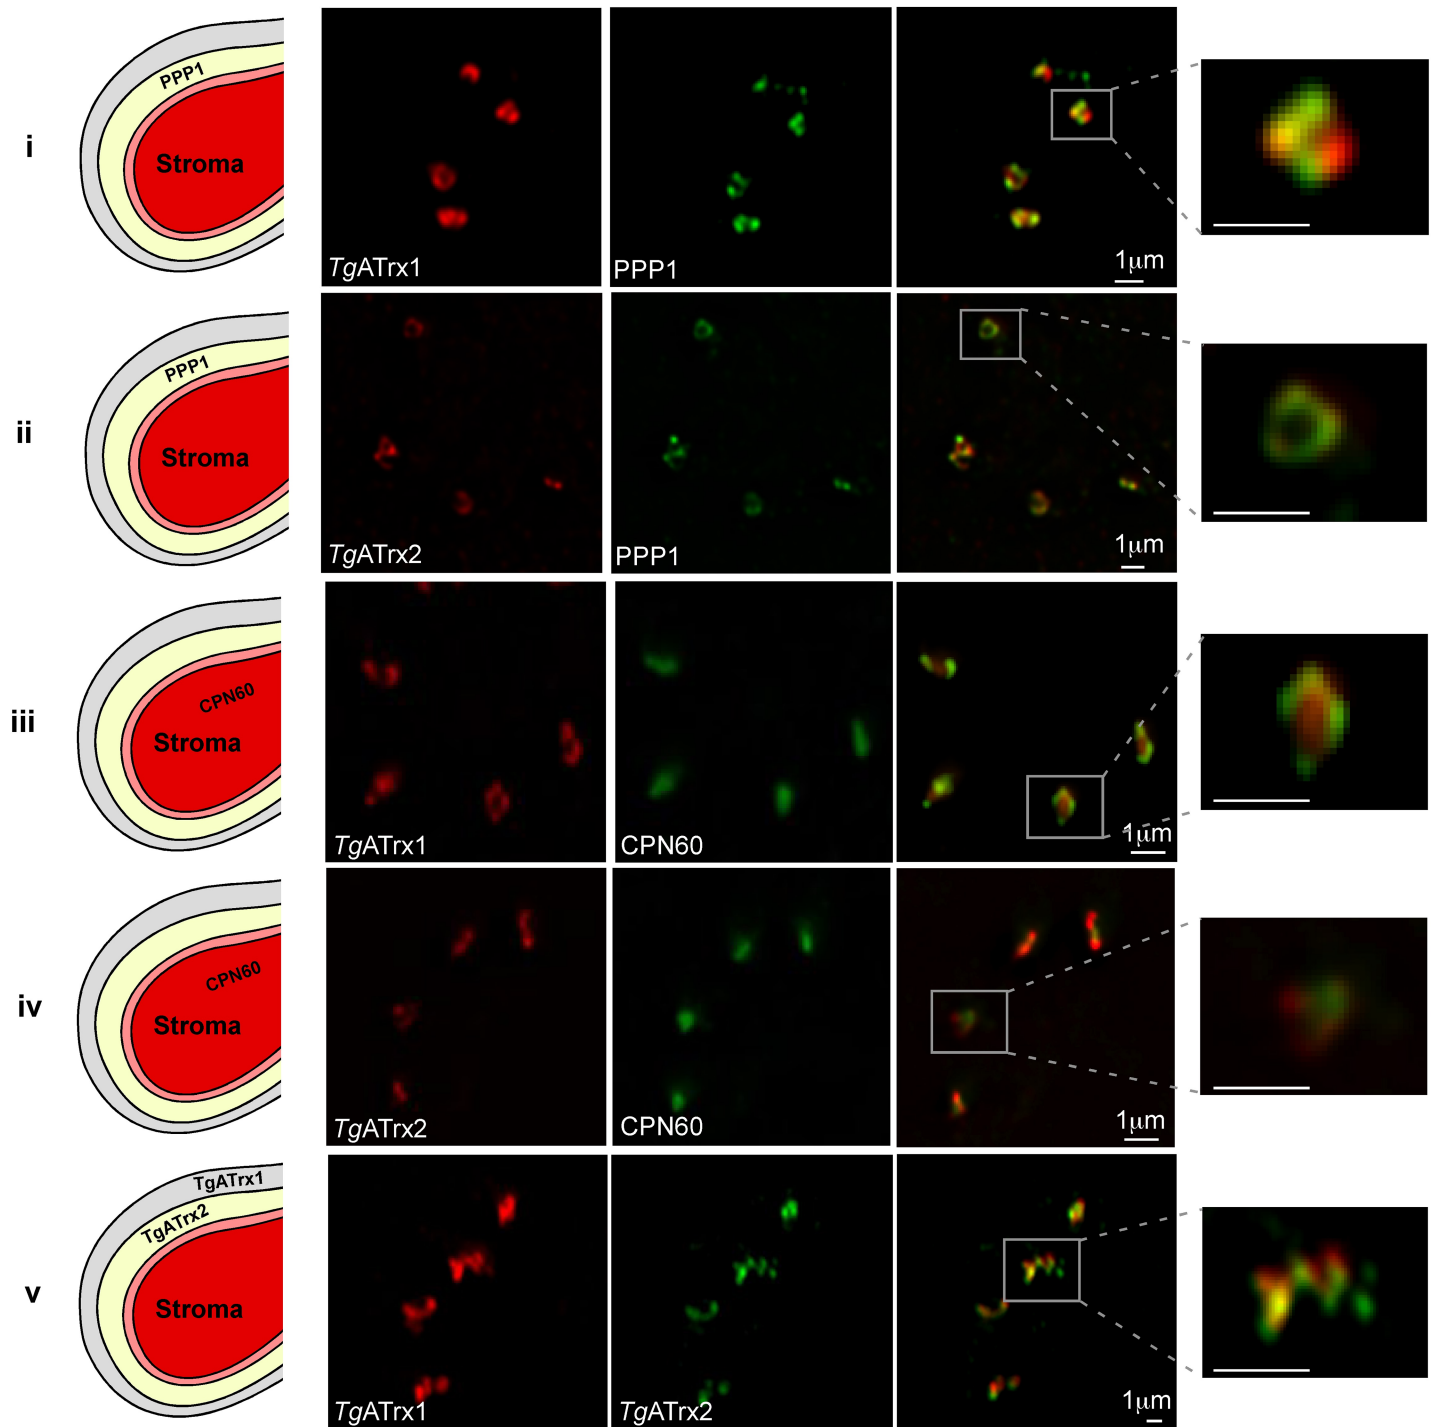 i
PPP1
Stroma
TgATrx1
PPP1
1μm
ii
PPP1
Stroma
TgATrx2
PPP1
1μm
iii
CPN60
Stroma
TgATrx1
CPN60
1μm
iv
CPN60
Stroma
TgATrx2
CPN60
1μm
v
TgATrx1
TgATrx2
Stroma
TgATrx1
TgATrx2
1μm